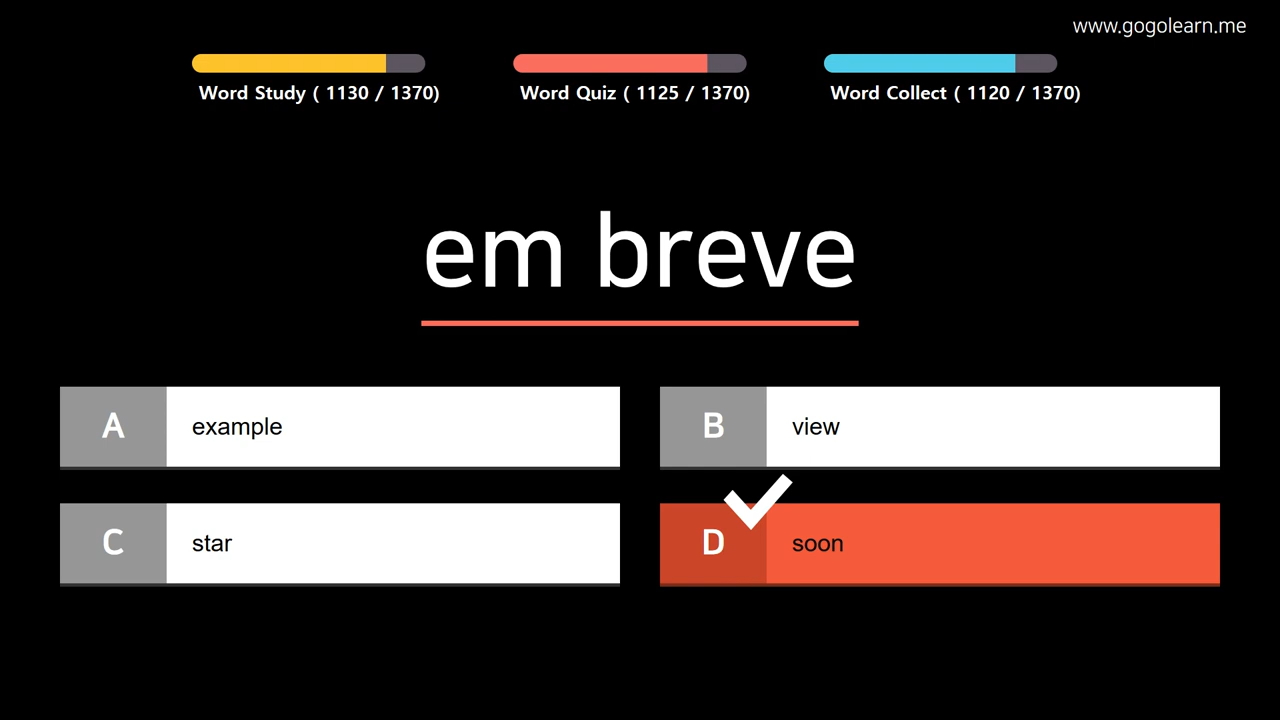 www.gogolearn.me
Word Study ( 1130 / 1370)
Word Quiz ( 1125 / 1370)
Word Collect ( 1120 / 1370)
em breve
A example
B view
C star
D soon